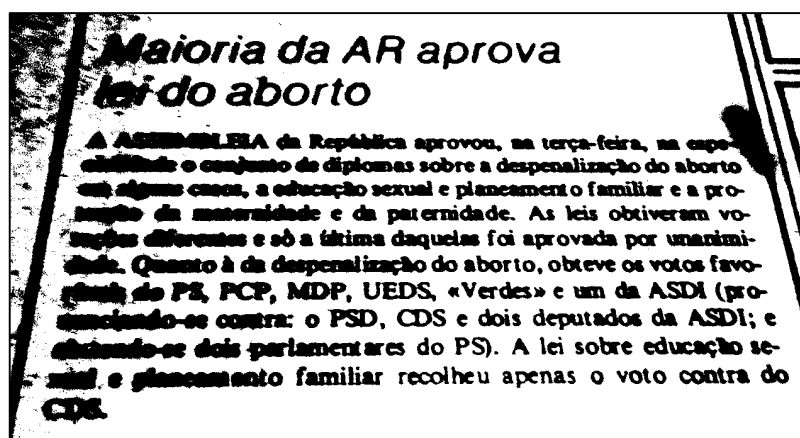 Maioria da AR aprova
lei do aborto
A ASSEMBLEIA da República aprovou, na terça-feira, na espe-
cialidade o conjunto de diplomas sobre a despenalização do aborto
em alguns casos, a educação sexual e planeamento familiar e a pro-
tecção da maternidade e da paternidade. As leis obtiveram vo-
tações diferentes e sò a última daquelas foi aprovada por unanimi-
dade. Quanto à da despenalização do aborto, obteve os votos favo-
ráveis do PS, PCP, MDP, UEDS, «Verdes» e um da ASDI (pro-
nunciando-se contra: o PSD, CDS e dois deputados da ASDI; e
abstendo-se dois parlamentares do PS). A lei sobre educação se-
xual e planeamento familiar recolheu apenas o voto contra do
CDS.